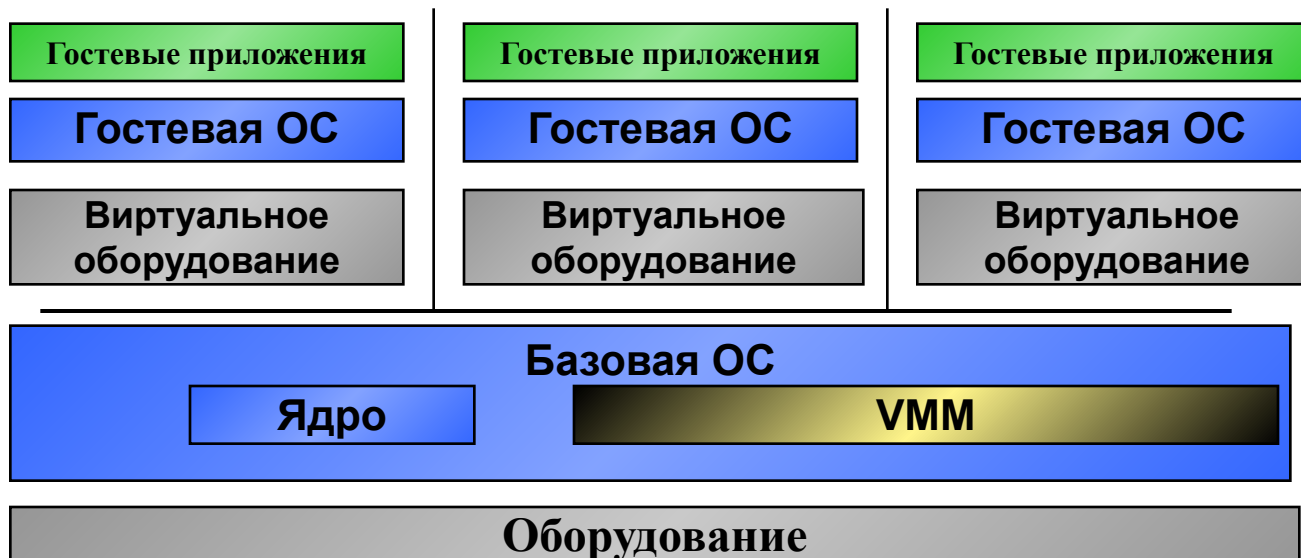 Гостевые приложения
Гостевые приложения
Гостевые приложения
Гостевая ОС
Гостевая ОС
Гостевая ОС
Виртуальное
оборудование
Виртуальное
оборудование
Виртуальное
оборудование
Базовая ОС
Ядро
VMM
Оборудование